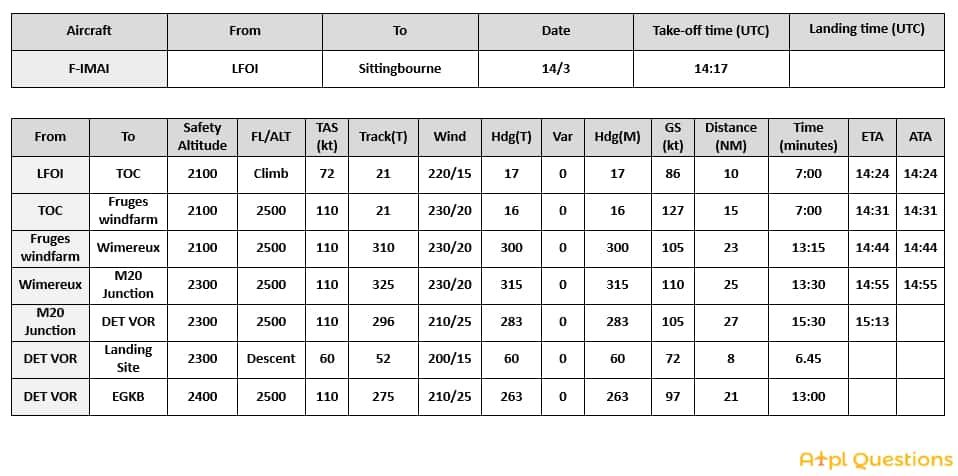 Aircraft From To Date Take-off time (UTC) Landing time (UTC)
F-IMAI LFOI Sittingbourne 14/3 14:17
From To Safety Altitude FL/ALT TAS (kt) Track(T) Wind Hdg(T) Var Hdg(M) GS (kt) Distance (NM) Time (minutes) ETA ATA
LFOI TOC 2100 Climb 72 21 220/15 17 0 17 86 10 7:00 14:24 14:24
TOC Fruges windfarm 2100 2500 110 21 230/20 16 0 16 127 15 7:00 14:31 14:31
Fruges windfarm Wimereux 2100 2500 110 310 230/20 300 0 300 105 23 13:15 14:44 14:44
Wimereux M20 Junction 2300 2500 110 325 230/20 315 0 315 110 25 13:30 14:55 14:55
M20 Junction DET VOR 2300 2500 110 296 210/25 283 0 283 105 27 15:30 15:13
DET VOR Landing Site 2300 Descent 60 52 200/15 60 0 60 72 8 6.45
DET VOR EGKB 2400 2500 110 275 210/25 263 0 263 97 21 13:00
Atpl Questions